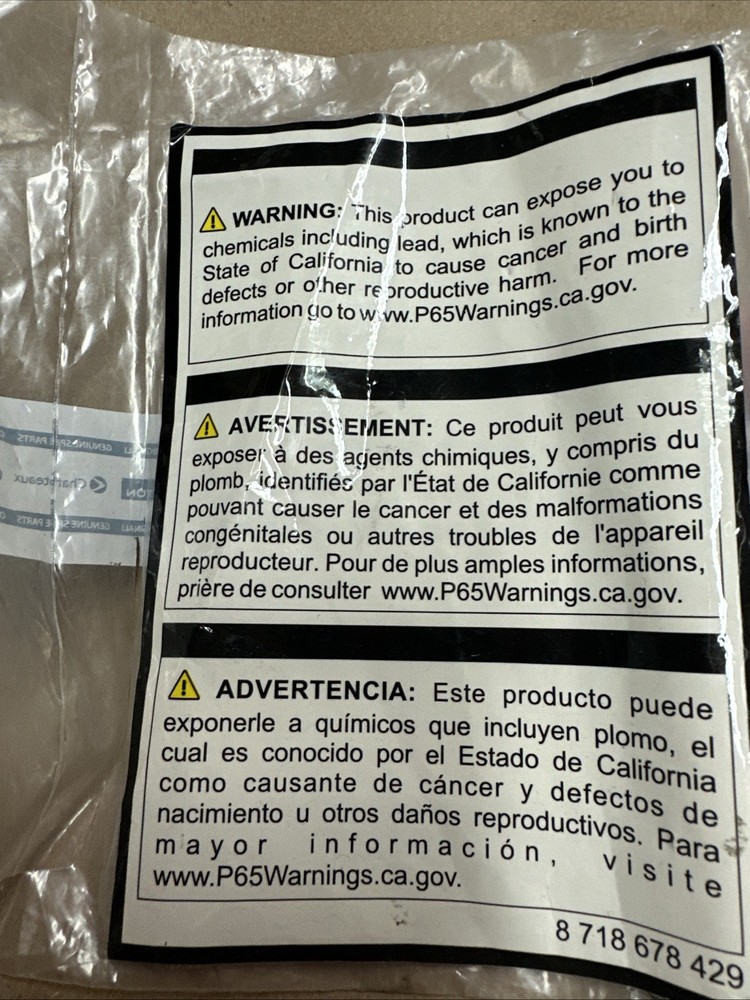 WARNING: This product can expose you to
chemicals including lead, which is known to the
State of California to cause cancer and birth
defects or other reproductive harm. For more
information go to www.P65Warnings.ca.gov.
AVERTISSEMENT: Ce produit peut vous
exposer à des agents chimiques, y compris du
plomb, identifiés par l'État de Californie comme
pouvant causer le cancer et des malformations
congénitales ou autres troubles de l'appareil
reproducteur. Pour de plus amples informations,
prière de consulter www.P65Warnings.ca.gov.
ADVERTENCIA: Este producto puede
exponerle a químicos que incluyen plomo, el
cual es conocido por el Estado de California
como causante de cáncer y defectos de
nacimiento u otros daños reproductivos. Para
mayor información, visite
www.P65Warnings.ca.gov.
8 718 678 429
GENUINE SPARE PARTS
GENUINE SPARE PARTS